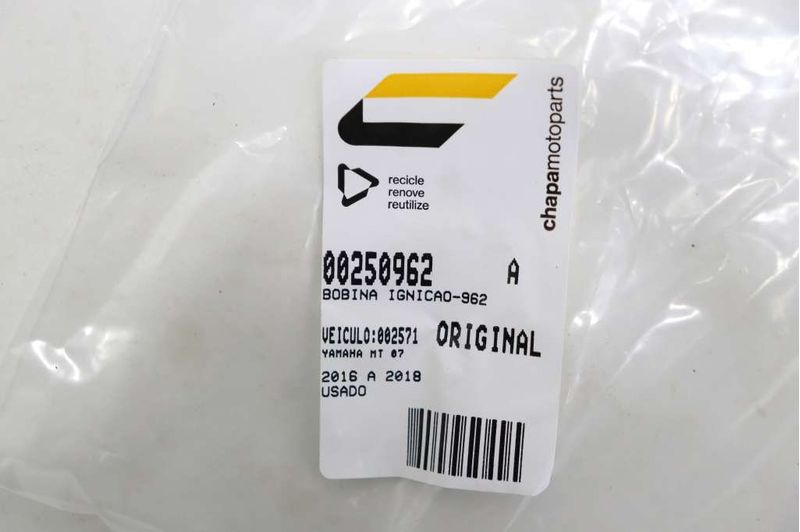 chapamotoparts
recicle
renove
reutilize
00250962 A
BOBINA IGNICAO-962
VEICULO:002571 ORIGINAL
YAMAHA MT 07
2016 A 2018
USADO